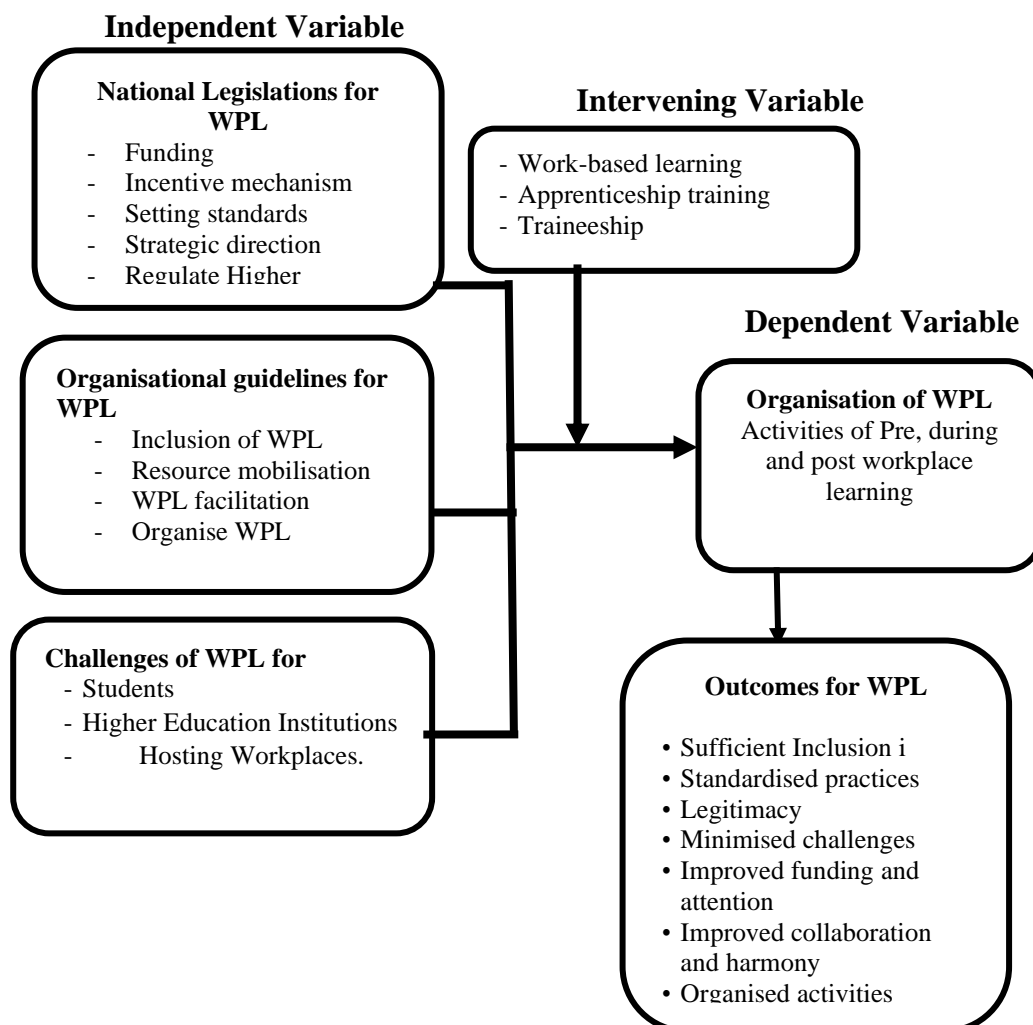 Independent Variable
National Legislations for
WPL
- Funding
- Incentive mechanism
- Setting standards
- Strategic direction
- Regulate Higher
Intervening Variable
- Work-based learning
- Apprenticeship training
- Traineeship
Organisational guidelines for
WPL
- Inclusion of WPL
- Resource mobilisation
- WPL facilitation
- Organise WPL
Dependent Variable
Organisation of WPL
Activities of Pre, during
and post workplace
learning
Challenges of WPL for
- Students
- Higher Education Institutions
- Hosting Workplaces.
Outcomes for WPL
• Sufficient Inclusion i
• Standardised practices
• Legitimacy
• Minimised challenges
• Improved funding and
attention
• Improved collaboration
and harmony
• Organised activities